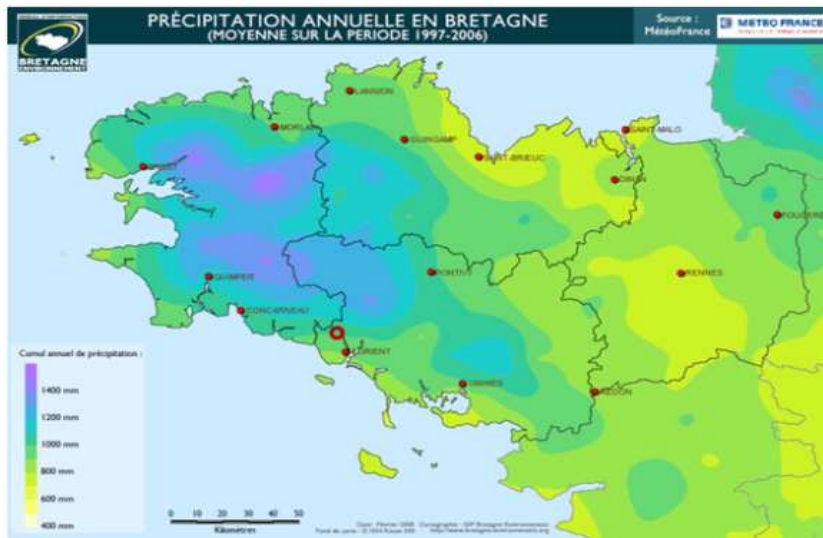 PRÉCIPITATION ANNUELLE EN BRETAGNE
(MOYENNE SUR LA PERIODE 1997-2006)
Source :
MétéoFrance
METEO FRANCE
BRETAGNE
LANNION
MORLAIX
GUINGAMP
SAINT-MALO
SAINT-BRIEUC
BREST
DINAN
FOUGERES
QUIMPER
PONTIVY
RENNES
CONCARNEAU
LORIENT
VANNES
REDON
Cumul annuel de précipitation :
1400 mm
1200 mm
1000 mm
800 mm
600 mm
400 mm
0 10 20 30 40 50
Kilomètres